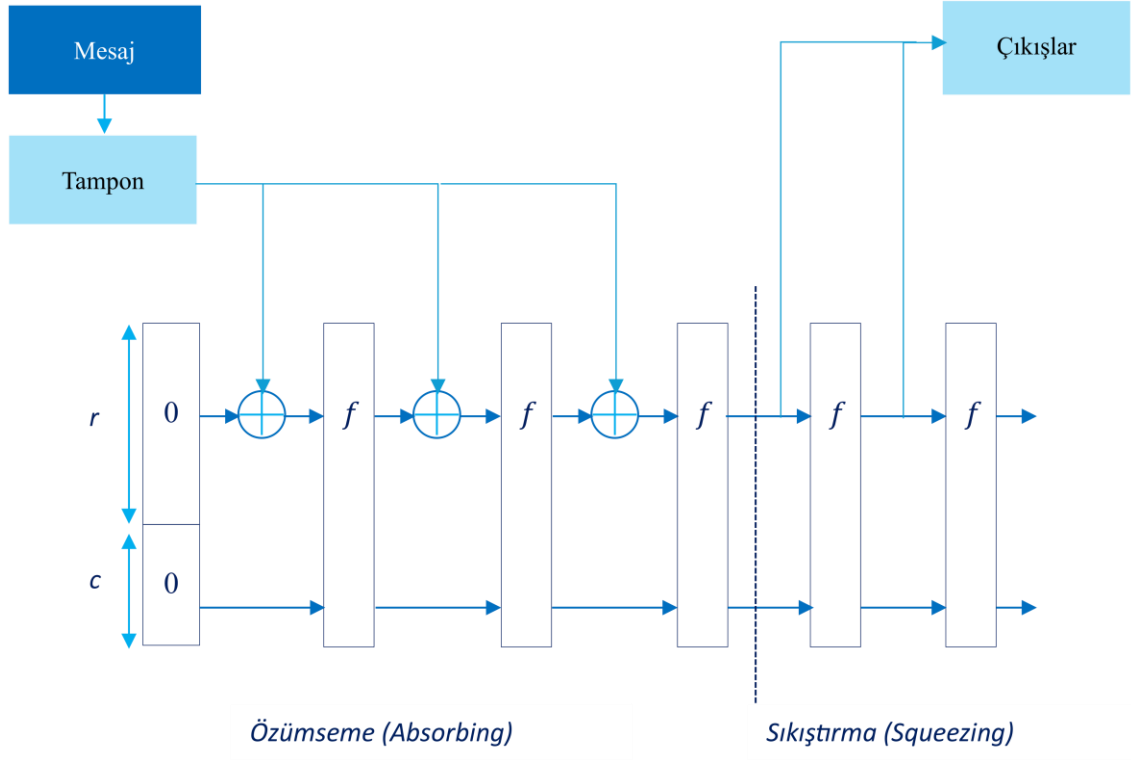 Mesaj
Çıkışlar
Tampon
r
0
f
f
f
f
f
c
0
Özümseme (Absorbing)
Sıkıştırma (Squeezing)